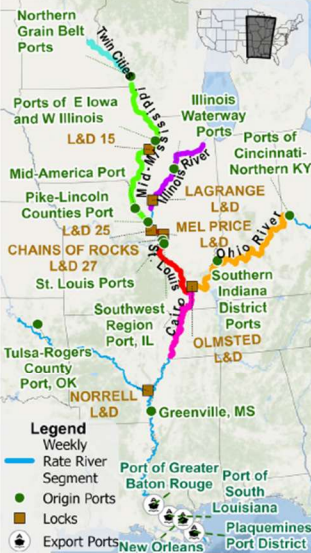 Northern
Grain Belt
Ports
Twin Cities
Ports of E Iowa
and W Illinois
Illinois
Waterway
Ports
L&D 15
Mid-Mississippi
Illinois River
Ports of
Cincinnati-
Northern KY
Mid-America Port
LAGRANGE
L&D
Pike-Lincoln
Counties Port
L&D 25
MEL PRICE
L&D
CHAINS OF ROCKS
L&D 27
Ohio River
St. Louis
St. Louis Ports
Southern
Indiana
District
Ports
Southwest
Region
Port, IL
Cairo
OLMSTED
L&D
Tulsa-Rogers
County
Port, OK
NORRELL
L&D
Greenville, MS
Legend
Weekly
Rate River
Segment
Origin Ports
Locks
Export Ports
Port of Greater
Baton Rouge
Port of
South
Louisiana
Plaquemines
Port District
New Orleans